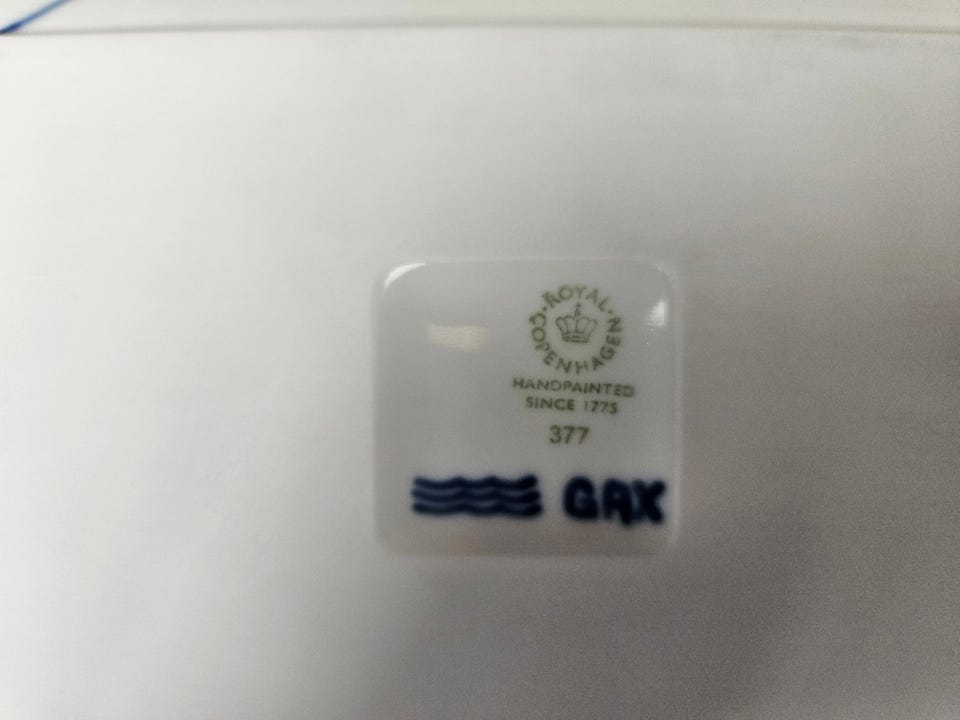 ROYAL COPENHAGEN
HANDPAINTED
SINCE 1775
377
GAX